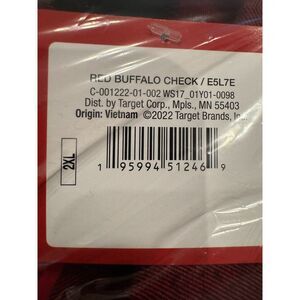 RED BUFFALO CHECK / E5L7E
C-001222-01-002 WS17_01Y01-0098
Dist. by Target Corp., Mpls., MN 55403
Origin: Vietnam ©2022 Target Brands, Inc.
2XL
1 95994 51246 9